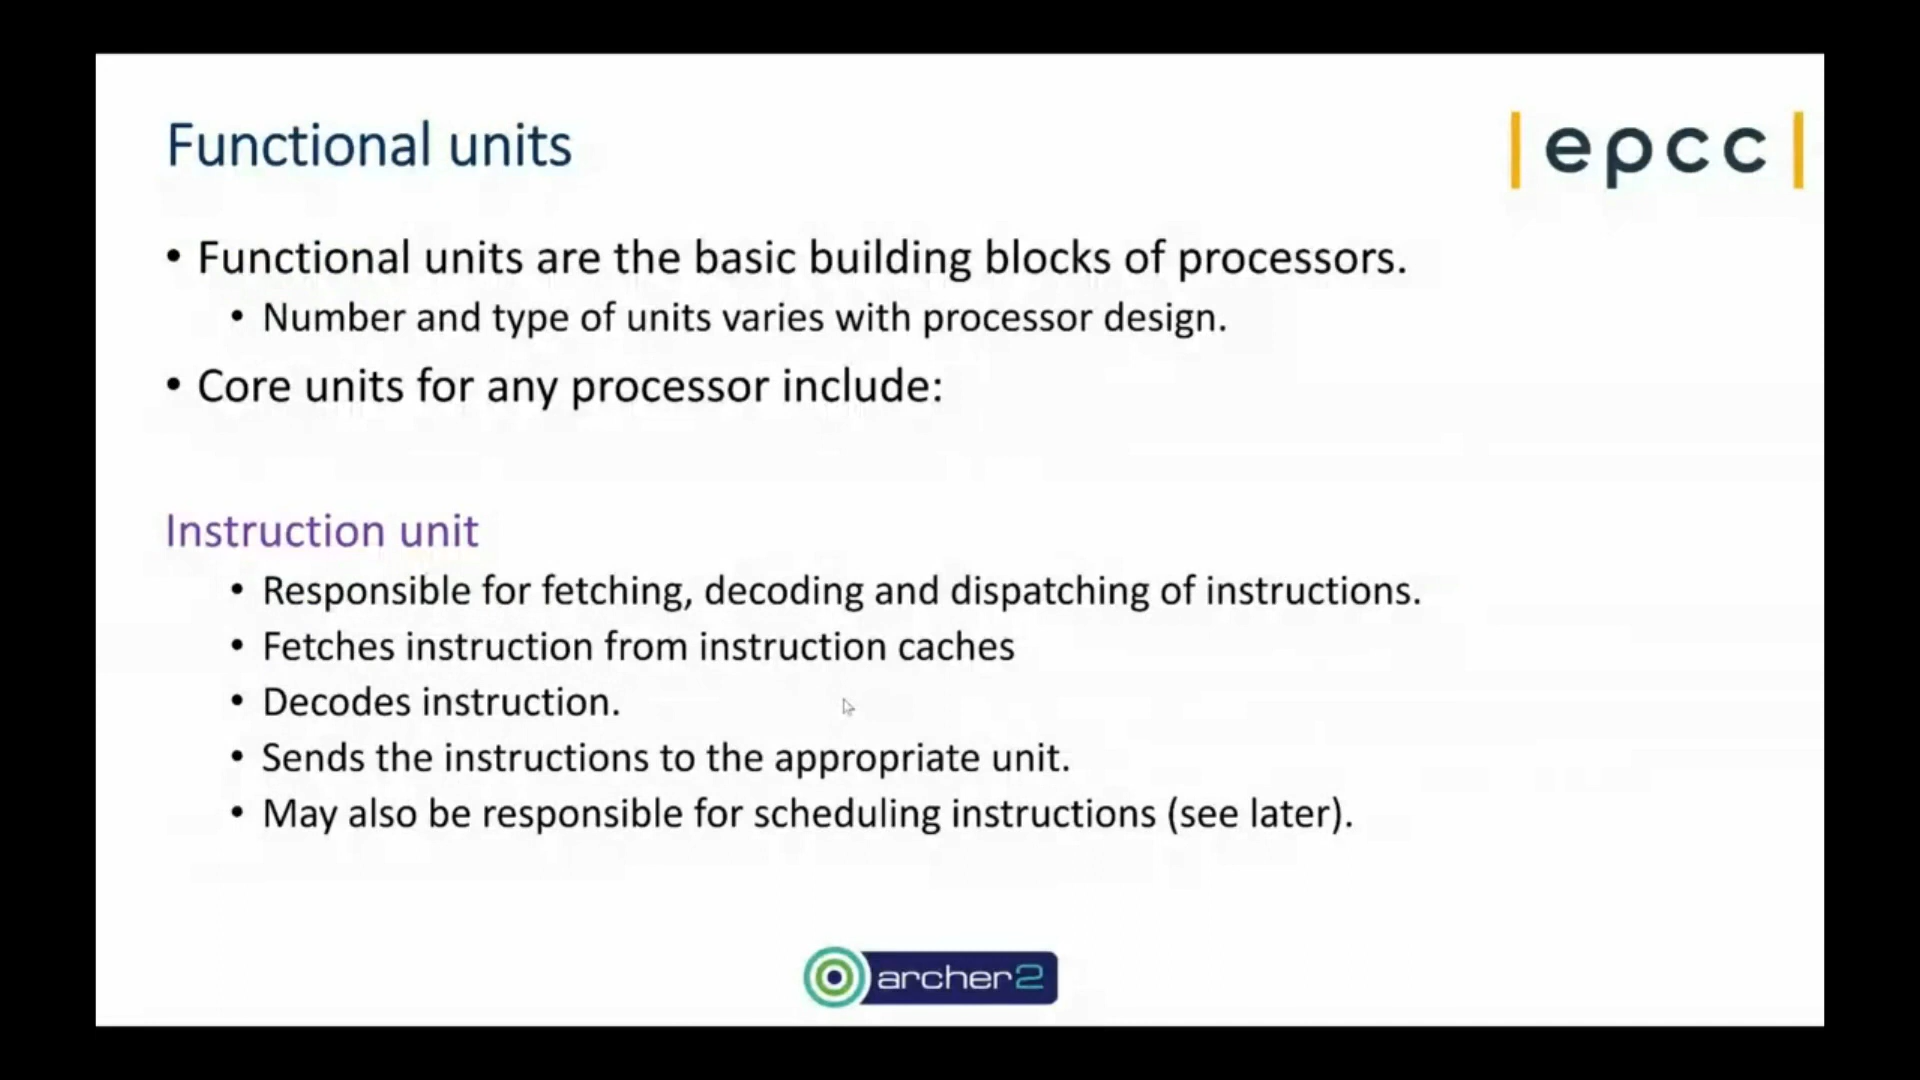 Functional units
|epcc|
• Functional units are the basic building blocks of processors.
• Number and type of units varies with processor design.
• Core units for any processor include:
Instruction unit
• Responsible for fetching, decoding and dispatching of instructions.
• Fetches instruction from instruction caches
• Decodes instruction.
• Sends the instructions to the appropriate unit.
• May also be responsible for scheduling instructions (see later).
archer2